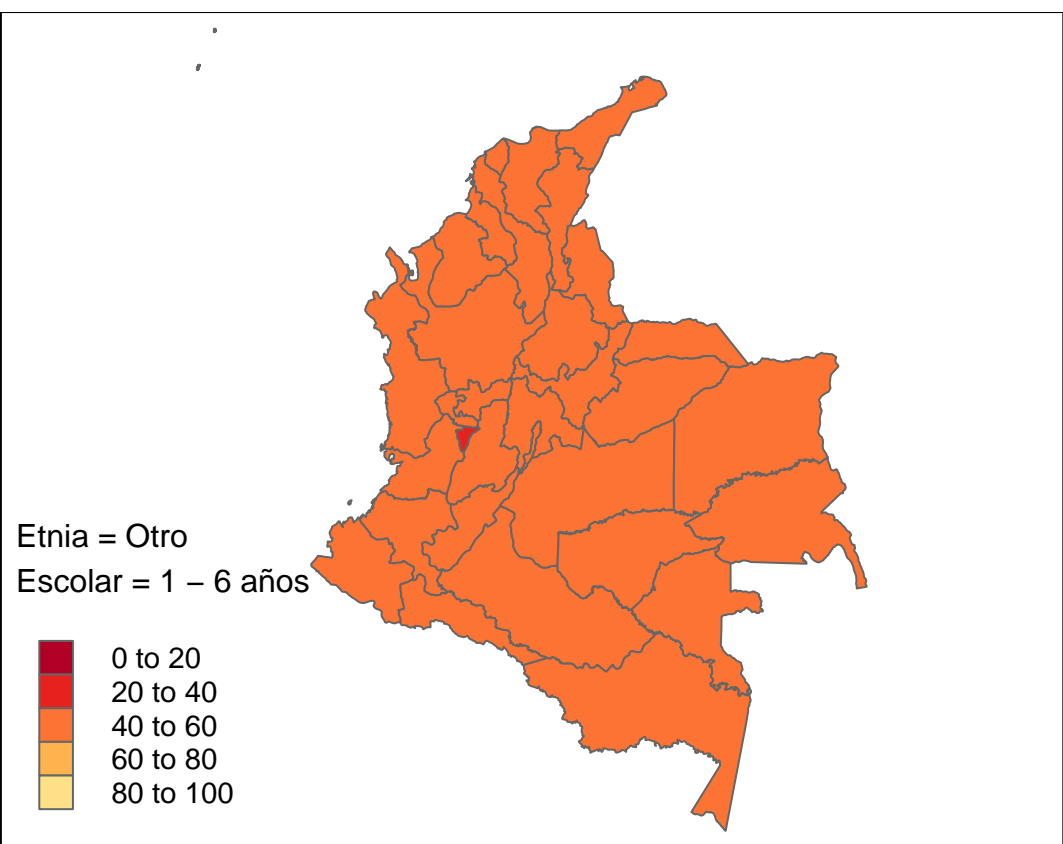 Etnia = Otro
Escolar = 1 – 6 años
0 to 20
20 to 40
40 to 60
60 to 80
80 to 100